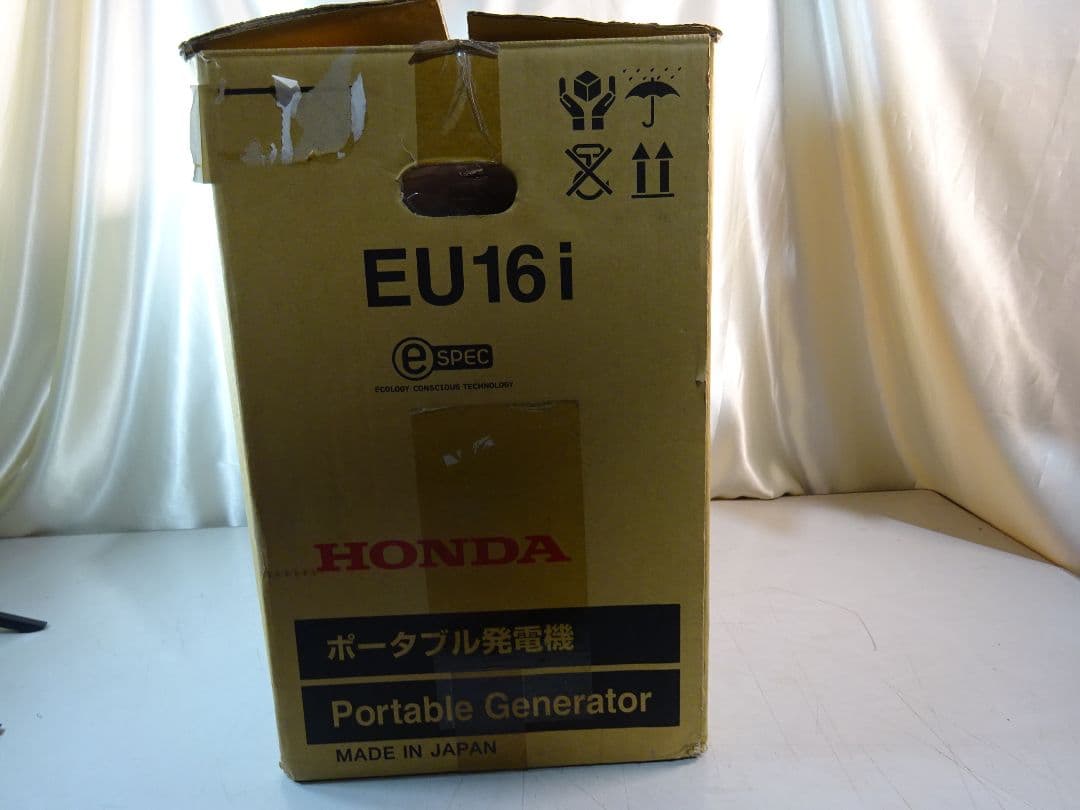 EU16i
e SPEC
ECOLOGY CONSCIOUS TECHNOLOGY
HONDA
ポータブル発電機
Portable Generator
MADE IN JAPAN